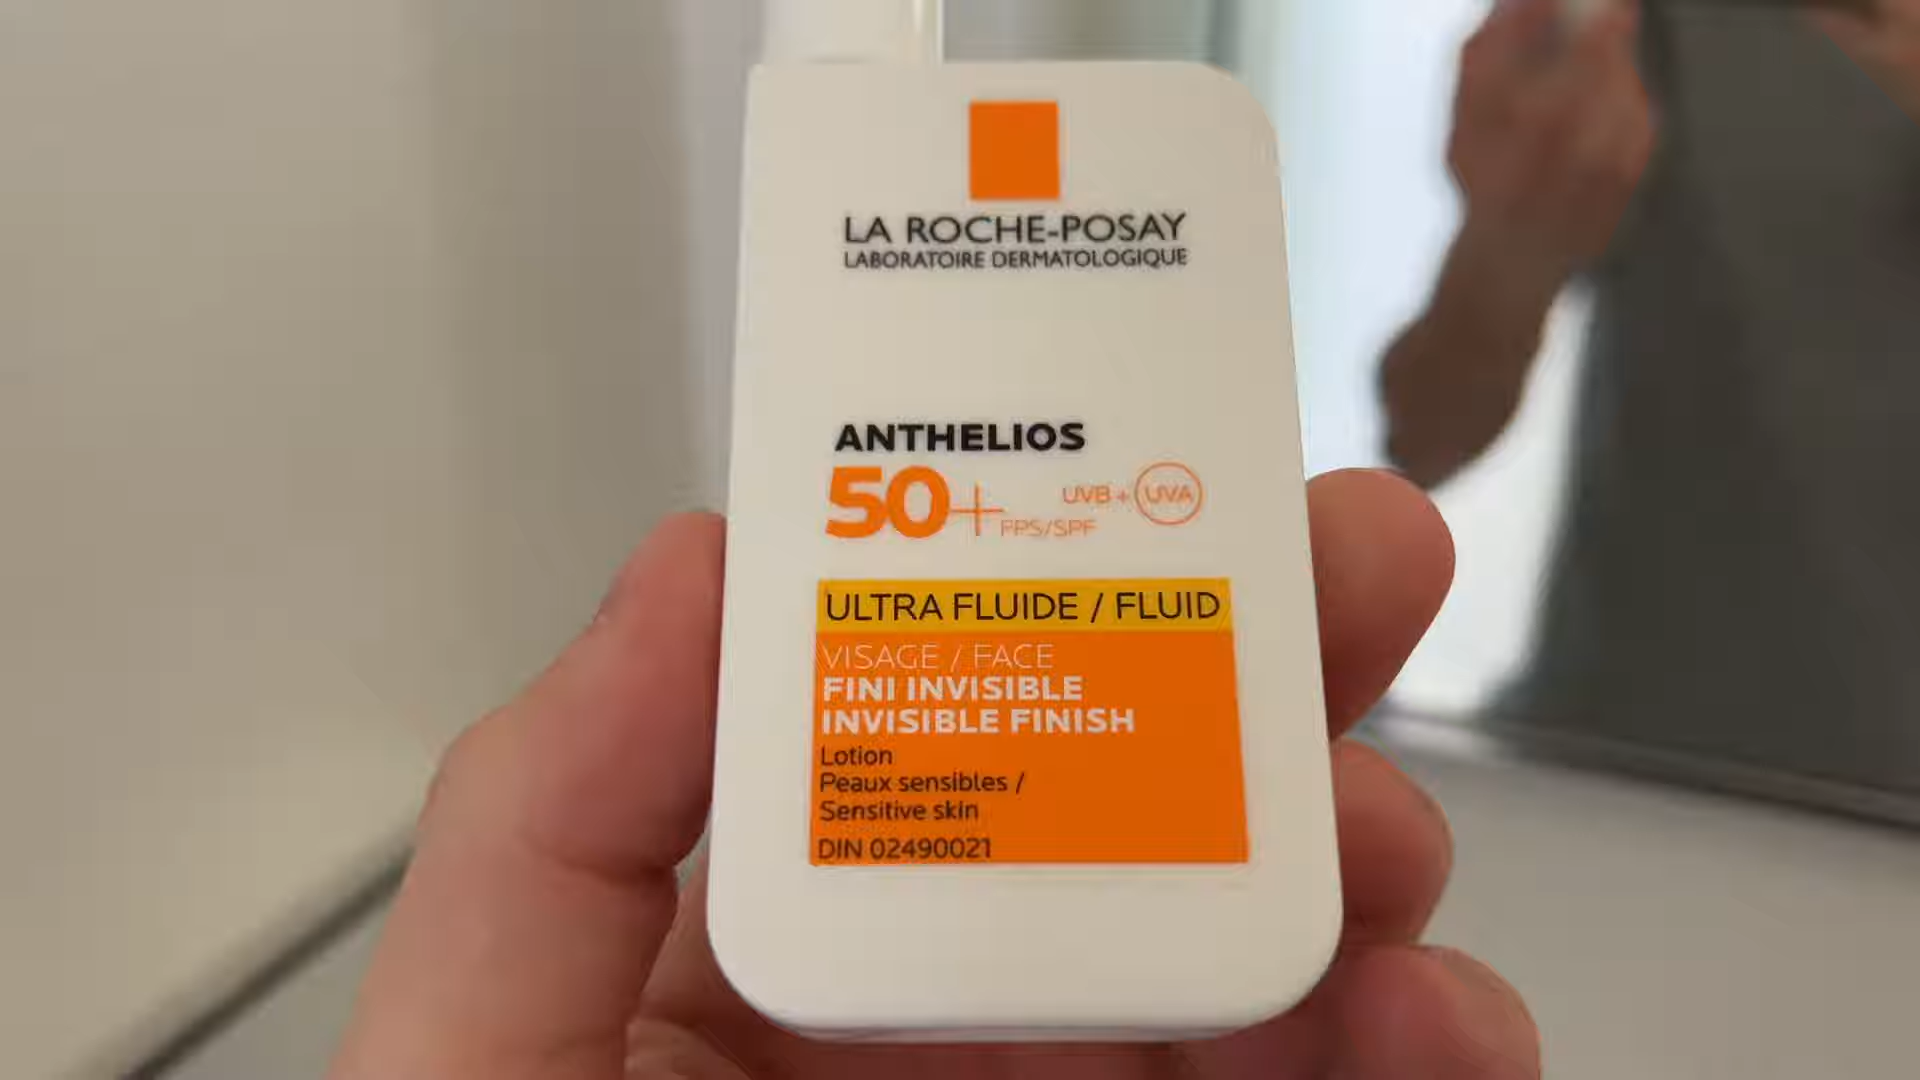 LA ROCHE-POSAY
LABORATOIRE DERMATOLOGIQUE
ANTHELIOS
50+ FPS/SPF UVB + UVA
ULTRA FLUIDE / FLUID
VISAGE / FACE
FINI INVISIBLE
INVISIBLE FINISH
Lotion
Peaux sensibles /
Sensitive skin
DIN 02490021